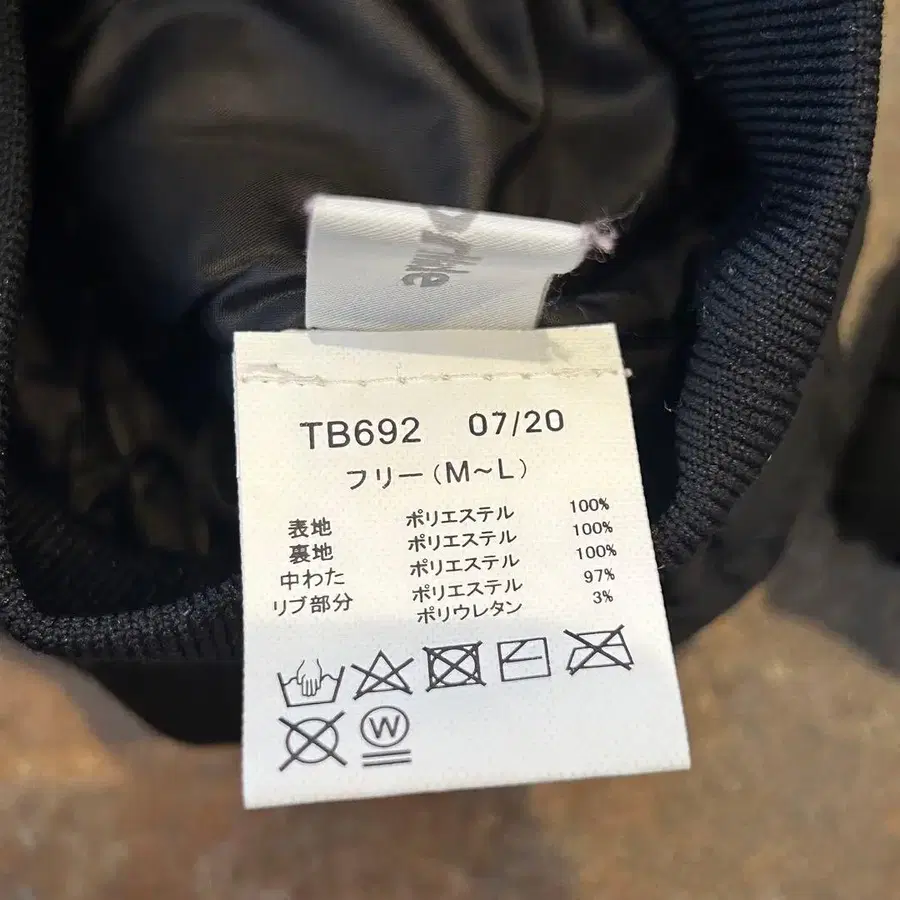 TB692 07/20
フリー(M～L)
表地 ポリエステル 100%
裏地 ポリエステル 100%
中わた ポリエステル 100%
リブ部分 ポリエステル 97%
ポリウレタン 3%
W